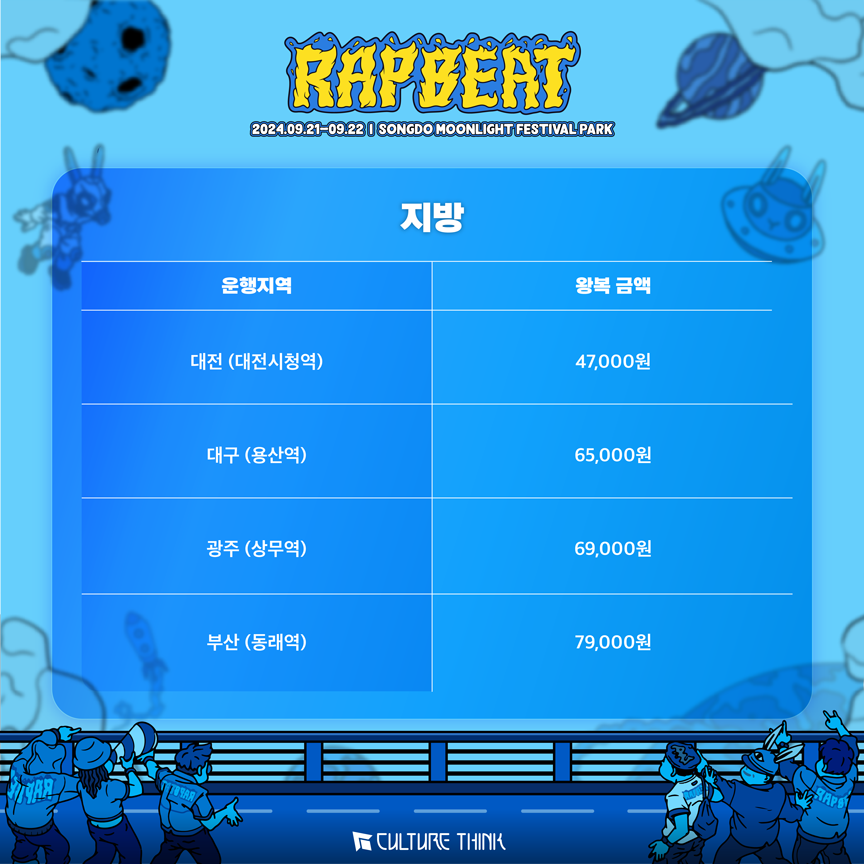 RAPBEAT
2024.09.21-09.22 | SONGDO MOONLIGHT FESTIVAL PARK
지방
운행지역 왕복 금액
대전 (대전시청역) 47,000원
대구 (용산역) 65,000원
광주 (상무역) 69,000원
부산 (동래역) 79,000원
CULTURE THINK